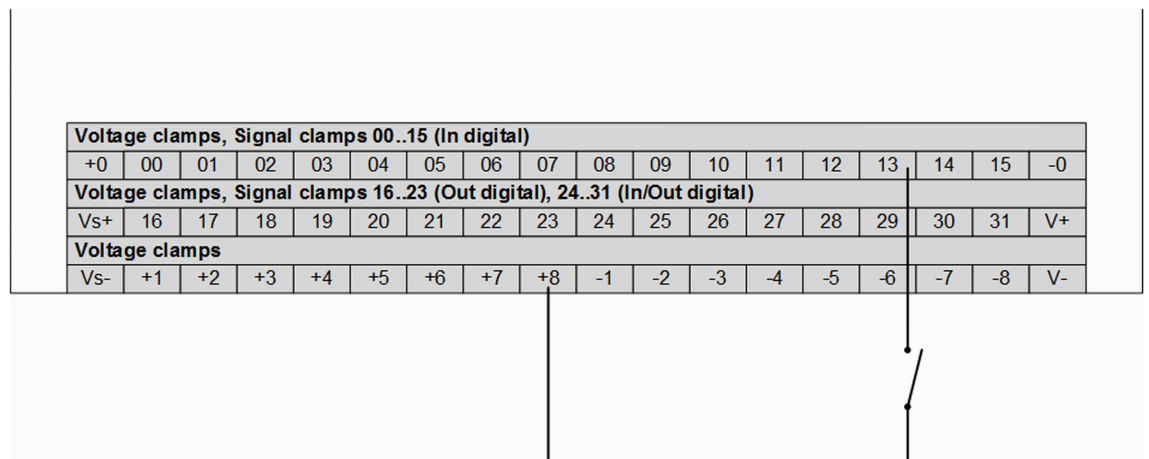 Voltage clamps, Signal clamps 00..15 (In digital)
+0 00 01 02 03 04 05 06 07 08 09 10 11 12 13 14 15 -0
Voltage clamps, Signal clamps 16..23 (Out digital), 24..31 (In/Out digital)
Vs+ 16 17 18 19 20 21 22 23 24 25 26 27 28 29 30 31 V+
Voltage clamps
Vs- +1 +2 +3 +4 +5 +6 +7 +8 -1 -2 -3 -4 -5 -6 -7 -8 V-